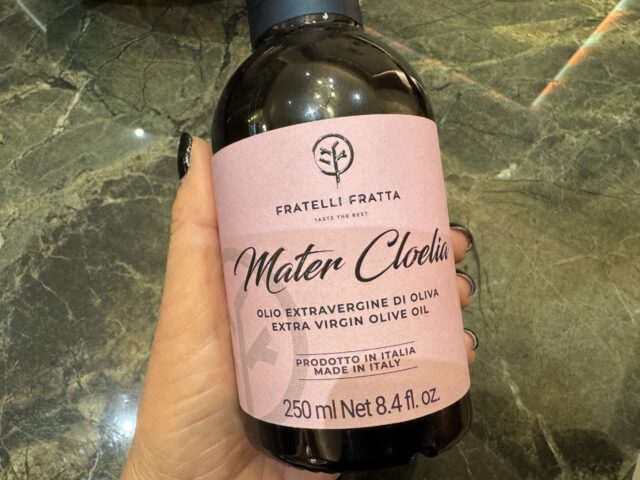 FRATELLI FRATTA
TASTE THE BEST
Mater Cloelia
OLIO EXTRAVERGINE DI OLIVA
EXTRA VIRGIN OLIVE OIL
PRODOTTO IN ITALIA
MADE IN ITALY
250 ml Net 8.4 fl. oz.